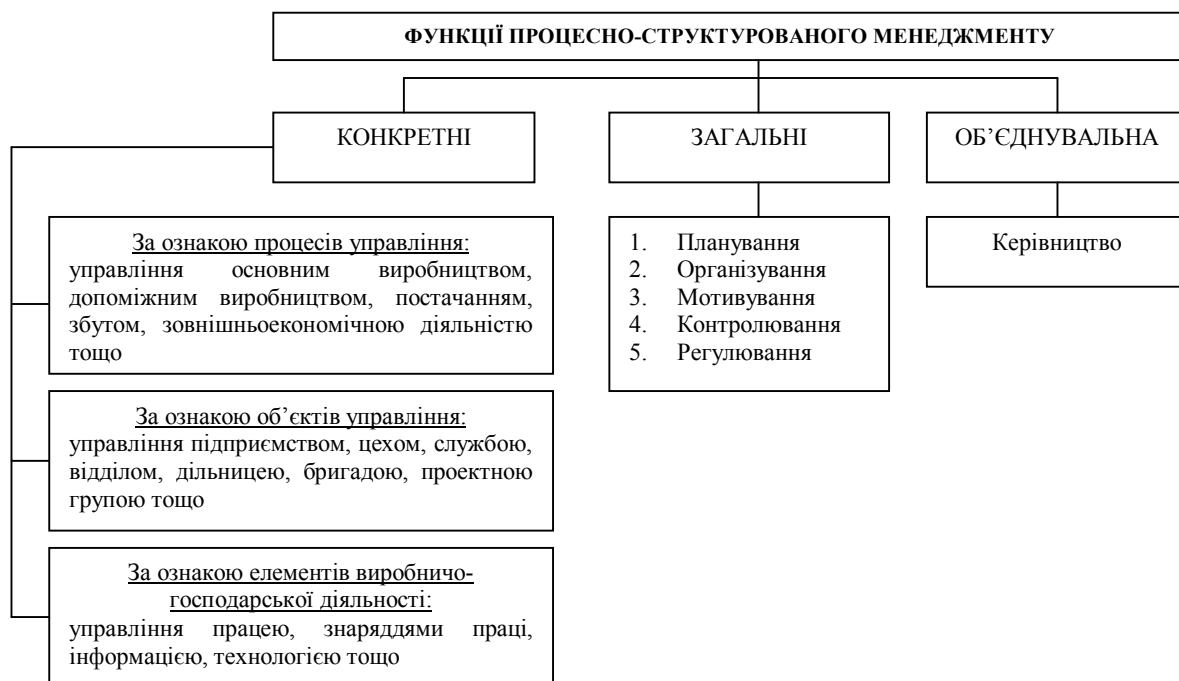 ФУНКЦІЇ ПРОЦЕСНО-СТРУКТУРОВАНОГО МЕНЕДЖМЕНТУ
КОНКРЕТНІ
ЗАГАЛЬНІ
ОБ’ЄДНУВАЛЬНА
За ознакою процесів управління:
управління основним виробництвом,
допоміжним виробництвом, постачанням,
збутом, зовнішньоекономічною діяльністю
тощо
За ознакою об’єктів управління:
управління підприємством, цехом, службою,
відділом, дільницею, бригадою, проектною
групою тощо
За ознакою елементів виробничо-
господарської діяльності:
управління працею, знаряддями праці,
інформацією, технологією тощо
1. Планування
2. Організування
3. Мотивування
4. Контролювання
5. Регулювання
Керівництво